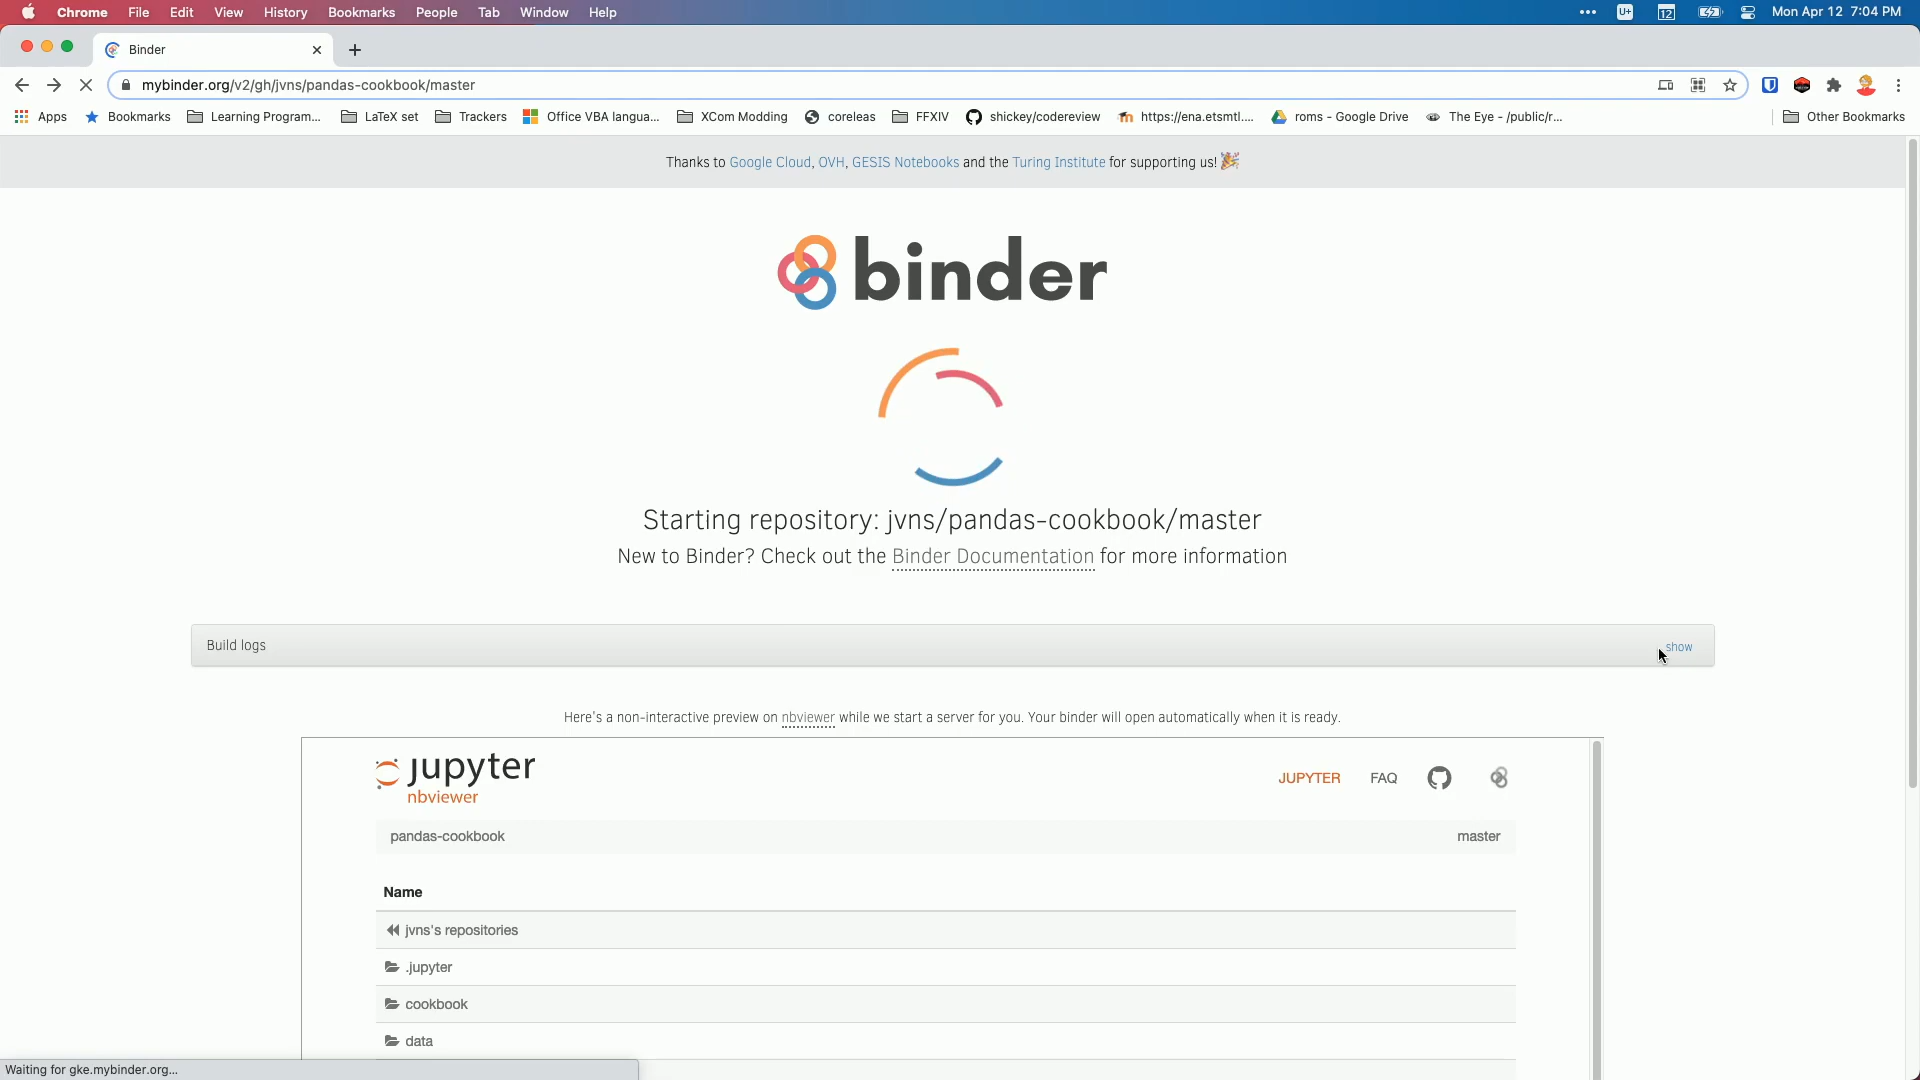 Chrome File Edit View History Bookmarks People Tab Window Help
U+ 12 Mon Apr 12 7:04 PM
Binder
mybinder.org/v2/gh/jvns/pandas-cookbook/master
Apps Bookmarks Learning Program... LaTeX set Trackers Office VBA langua... XCom Modding coreleas FFXIV shickey/codereview https://ena.etsmtl.... roms - Google Drive The Eye - /public/r... Other Bookmarks
Thanks to Google Cloud, OVH, GESIS Notebooks and the Turing Institute for supporting us! 🎉
binder
Starting repository: jvns/pandas-cookbook/master
New to Binder? Check out the Binder Documentation for more information
Build logs show
Here's a non-interactive preview on nbviewer while we start a server for you. Your binder will open automatically when it is ready.
jupyter
nbviewer
JUPYTER FAQ
pandas-cookbook master
Name
jvns's repositories
.jupyter
cookbook
data
Waiting for gke.mybinder.org...